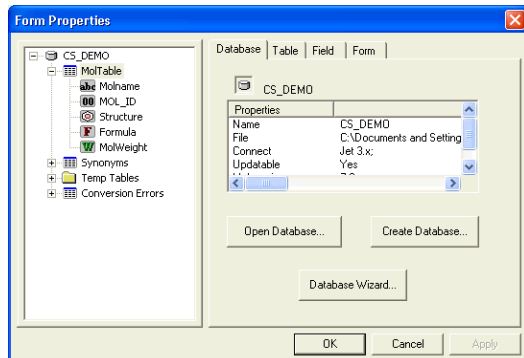 Form Properties
CS_DEMO
MolTable
abc Molname
00 MOL_ID
Structure
F Formula
W MolWeight
Synonyms
Temp Tables
Conversion Errors
Database Table Field Form
CS_DEMO
Properties
Name CS_DEMO
File C:\Documents and Setting
Connect Jet 3.x;
Updatable Yes
Open Database... Create Database...
Database Wizard...
OK Cancel Apply